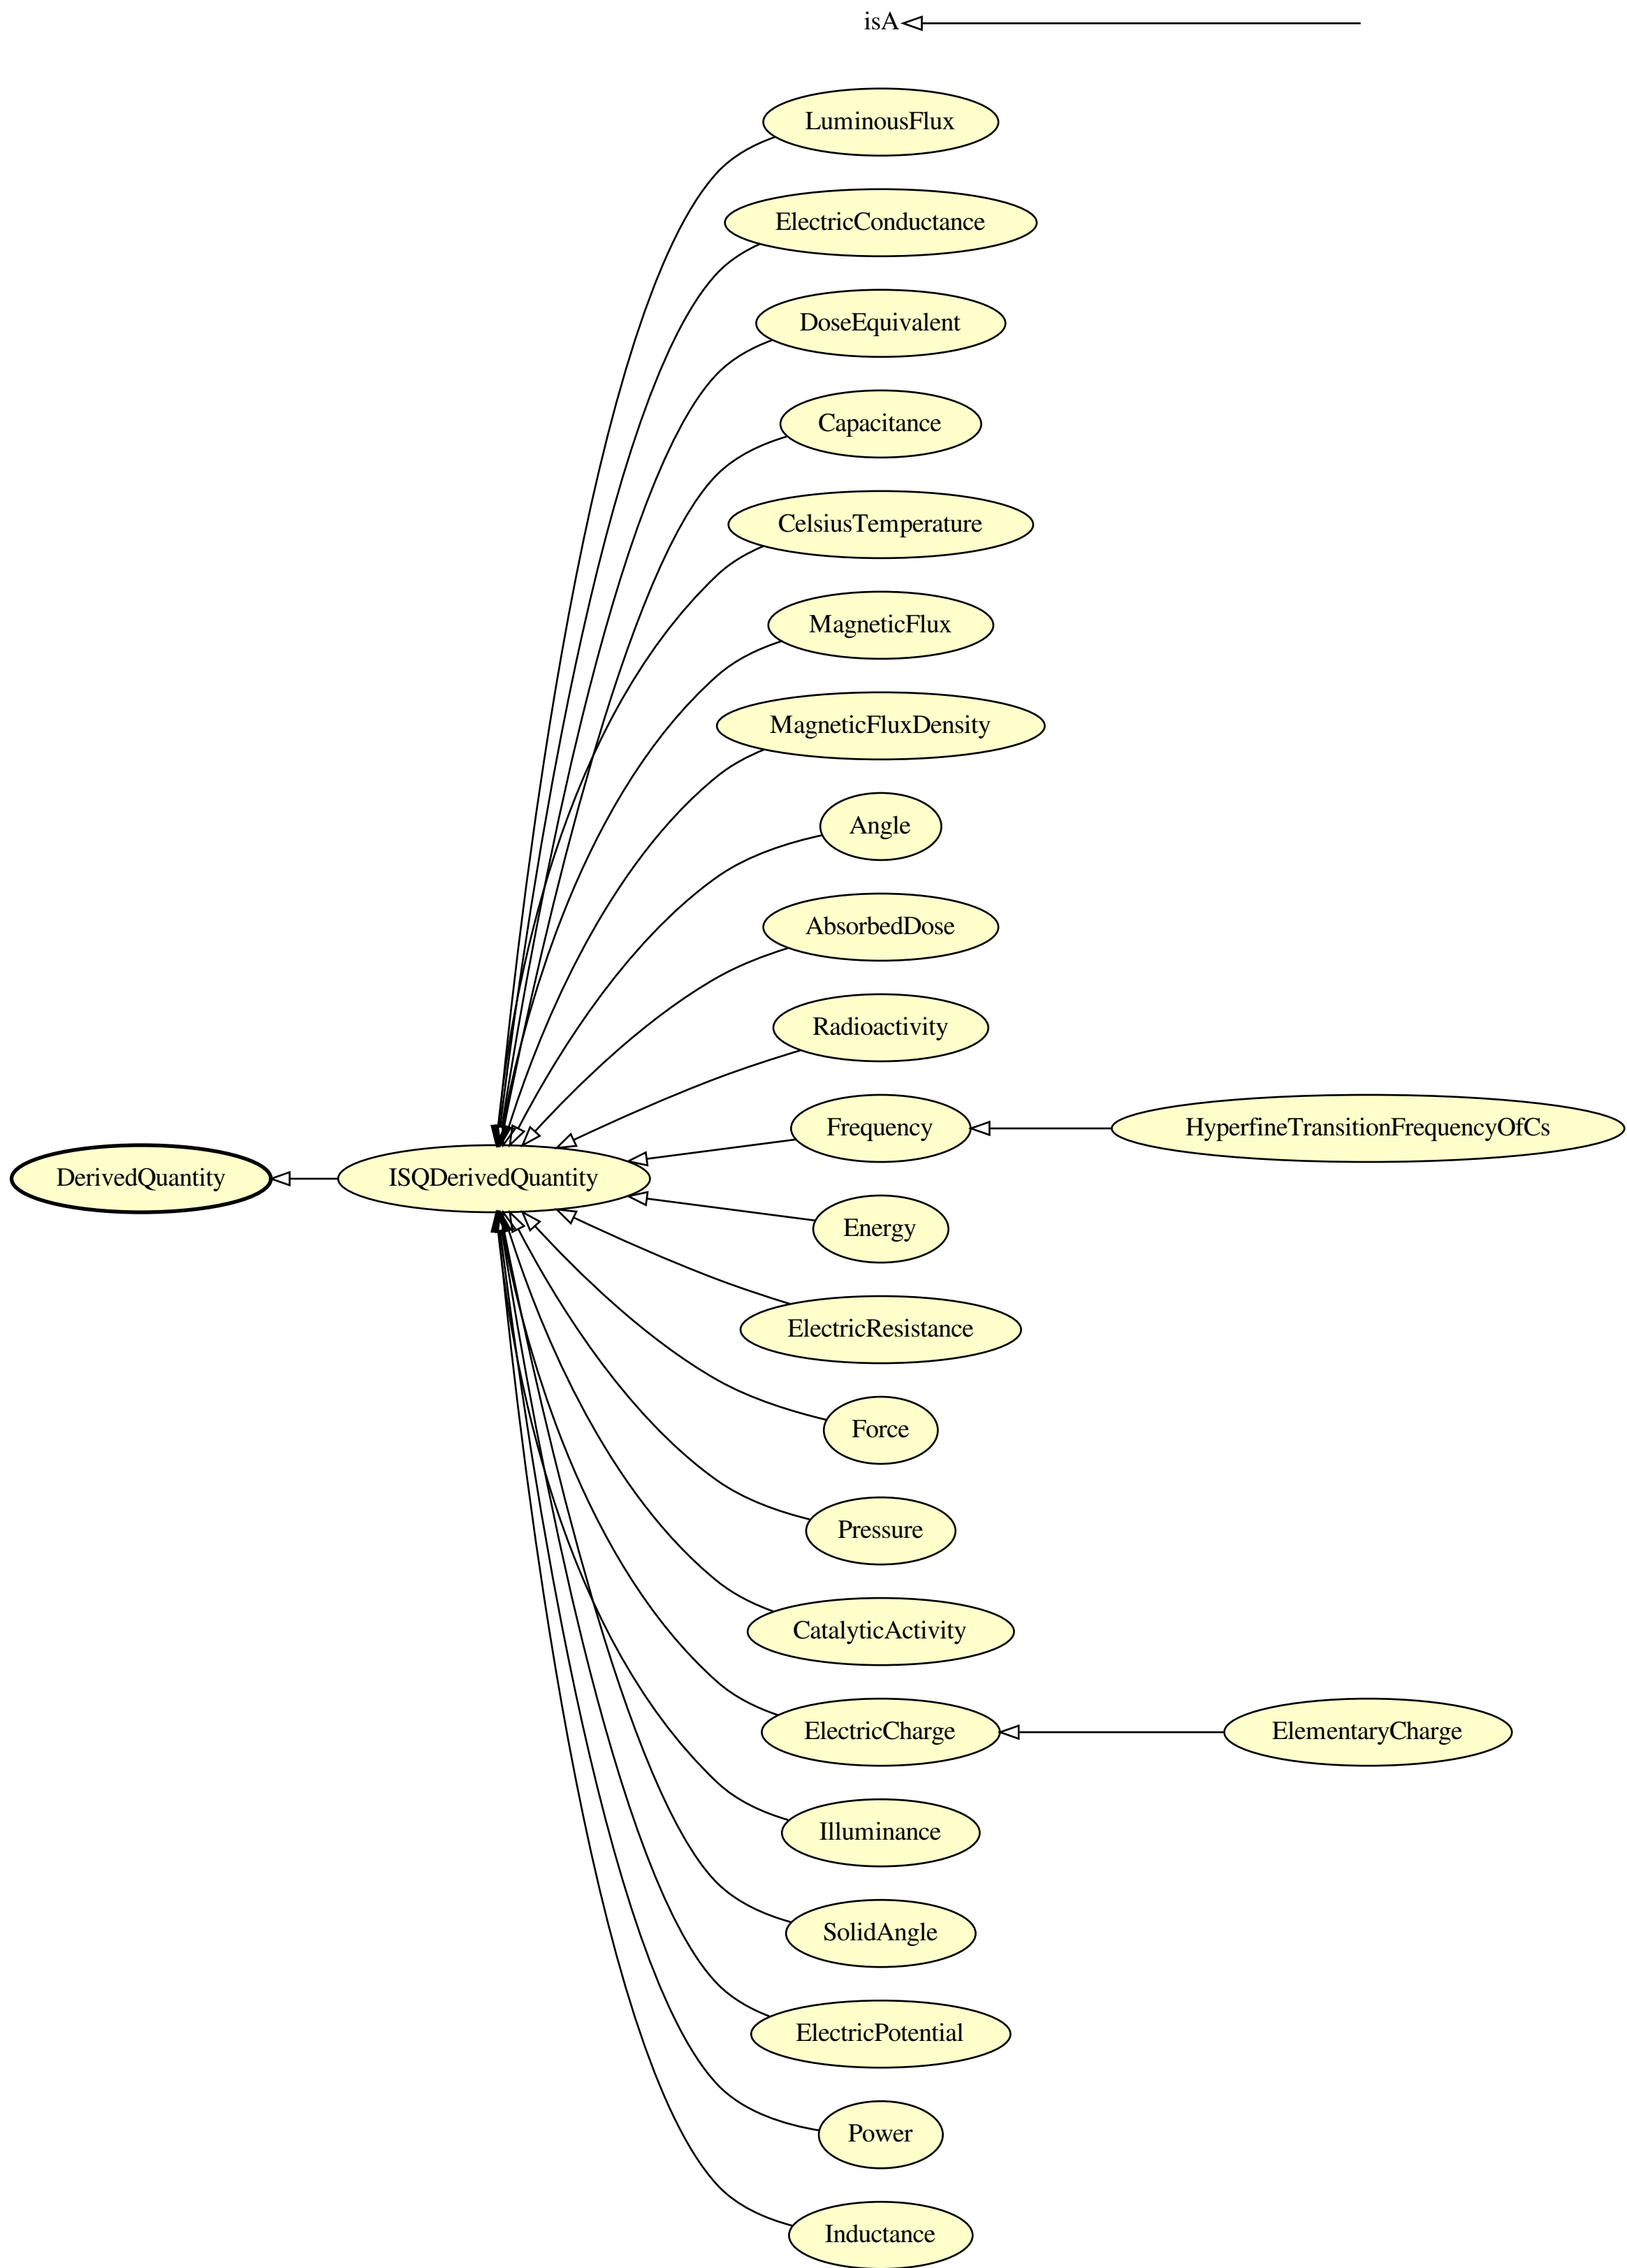 isA
LuminousFlux
ElectricConductance
DoseEquivalent
Capacitance
CelsiusTemperature
MagneticFlux
MagneticFluxDensity
Angle
AbsorbedDose
Radioactivity
Frequency
HyperfineTransitionFrequencyOfCs
DerivedQuantity
ISQDerivedQuantity
Energy
ElectricResistance
Force
Pressure
CatalyticActivity
ElectricCharge
ElementaryCharge
Illuminance
SolidAngle
ElectricPotential
Power
Inductance